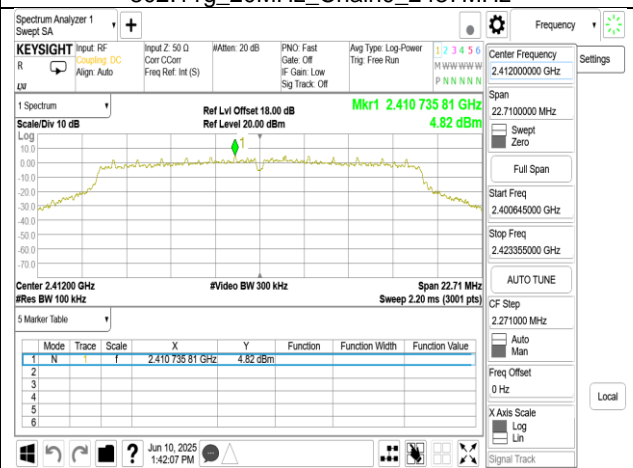 Spectrum Analyzer 1
Swept SA
+
Frequency
KEYSIGHT
R
LXI
Input: RF
Coupling: DC
Align: Auto
Input Z: 50 Ω
Corr CCorr
Freq Ref: Int (S)
#Atten: 20 dB
PNO: Fast
Gate: Off
IF Gain: Low
Sig Track: Off
Avg Type: Log-Power
Trig: Free Run
1 2 3 4 5 6
M WW WW W
P N N N N N
Center Frequency
2.412000000 GHz
Settings
Span
22.7100000 MHz
Swept
Zero
Full Span
Start Freq
2.400645000 GHz
Stop Freq
2.423355000 GHz
AUTO TUNE
CF Step
2.271000 MHz
Auto
Man
Freq Offset
0 Hz
Local
X Axis Scale
Log
Lin
Signal Track
1 Spectrum
Scale/Div 10 dB
Log
Ref Lvl Offset 18.00 dB
Ref Level 20.00 dBm
Mkr1 2.410 735 81 GHz
4.82 dBm
1
10.0
0.00
-10.0
-20.0
-30.0
-40.0
-50.0
-60.0
-70.0
Center 2.41200 GHz
#Res BW 100 kHz
#Video BW 300 kHz
Span 22.71 MHz
Sweep 2.20 ms (3001 pts)
5 Marker Table
Mode Trace Scale X Y Function Function Width Function Value
1 N 1 f 2.410 735 81 GHz 4.82 dBm
2
3
4
5
6
?
Jun 10, 2025
1:42:07 PM